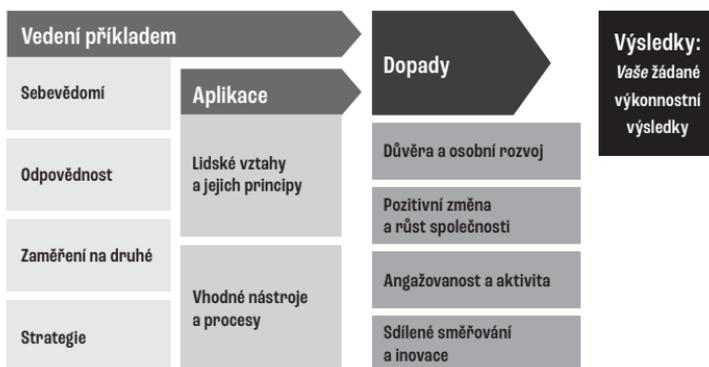 Vedení příkladem
Sebevědomí
Odpovědnost
Zaměření na druhé
Strategie
Aplikace
Lidské vztahy
a jejich principy
Vhodné nástroje
a procesy
Dopady
Důvěra a osobní rozvoj
Pozitivní změna
a růst společnosti
Angažovanost a aktivita
Sdílené směřování
a inovace
Výsledky:
Vaše žádané
výkonnostní
výsledky